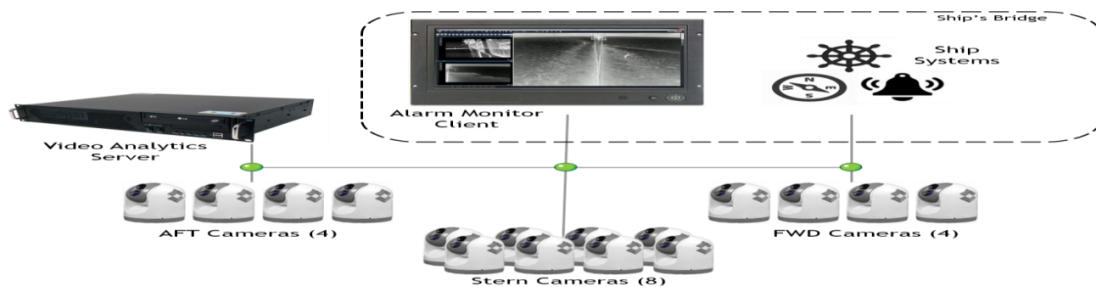 Ship's Bridge
Ship
Systems
N
W
E
S
Alarm Monitor
Client
Video Analytics
Server
AFT Cameras (4)
FWD Cameras (4)
Stern Cameras (8)